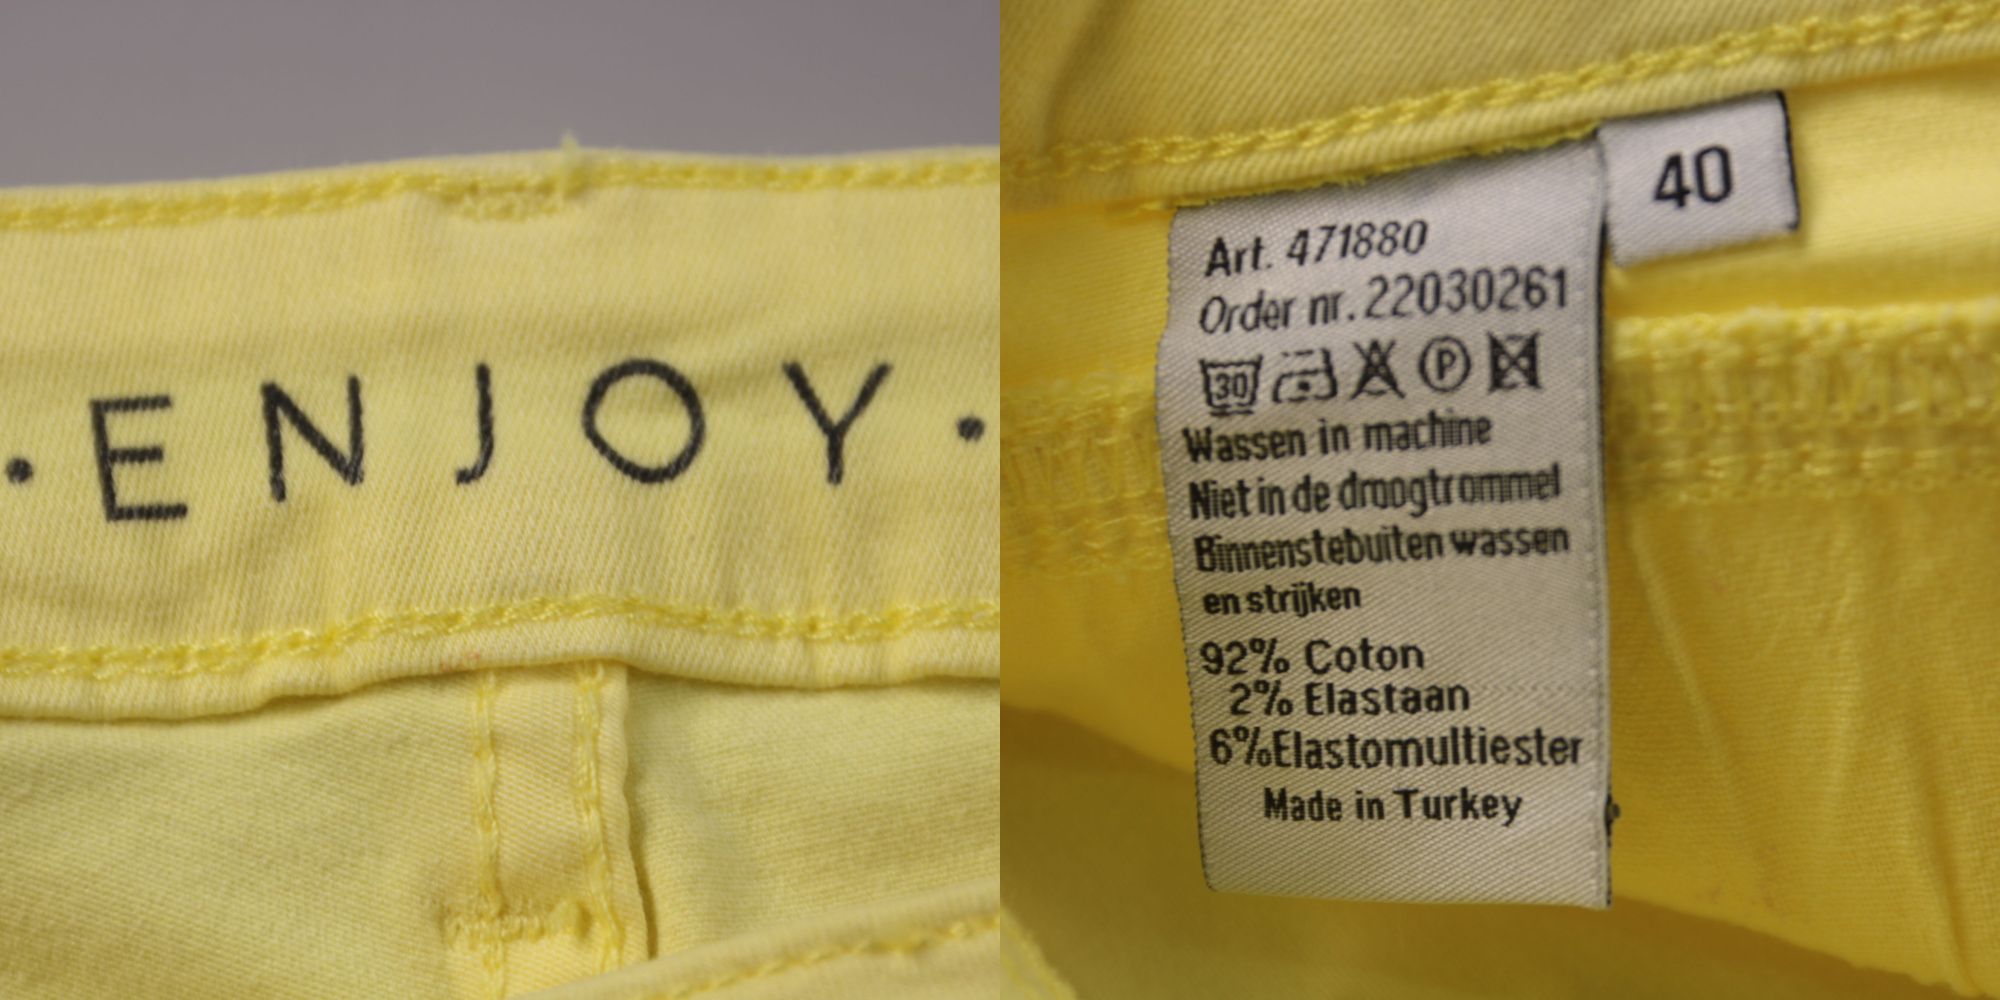 • ENJOY •
40
Art. 471880
Order nr. 22030261
30 P
Wassen in machine
Niet in de droogtrommel
Binnenstebuiten wassen
en strijken
92% Coton
2% Elastaan
6%Elastomultiester
Made in Turkey